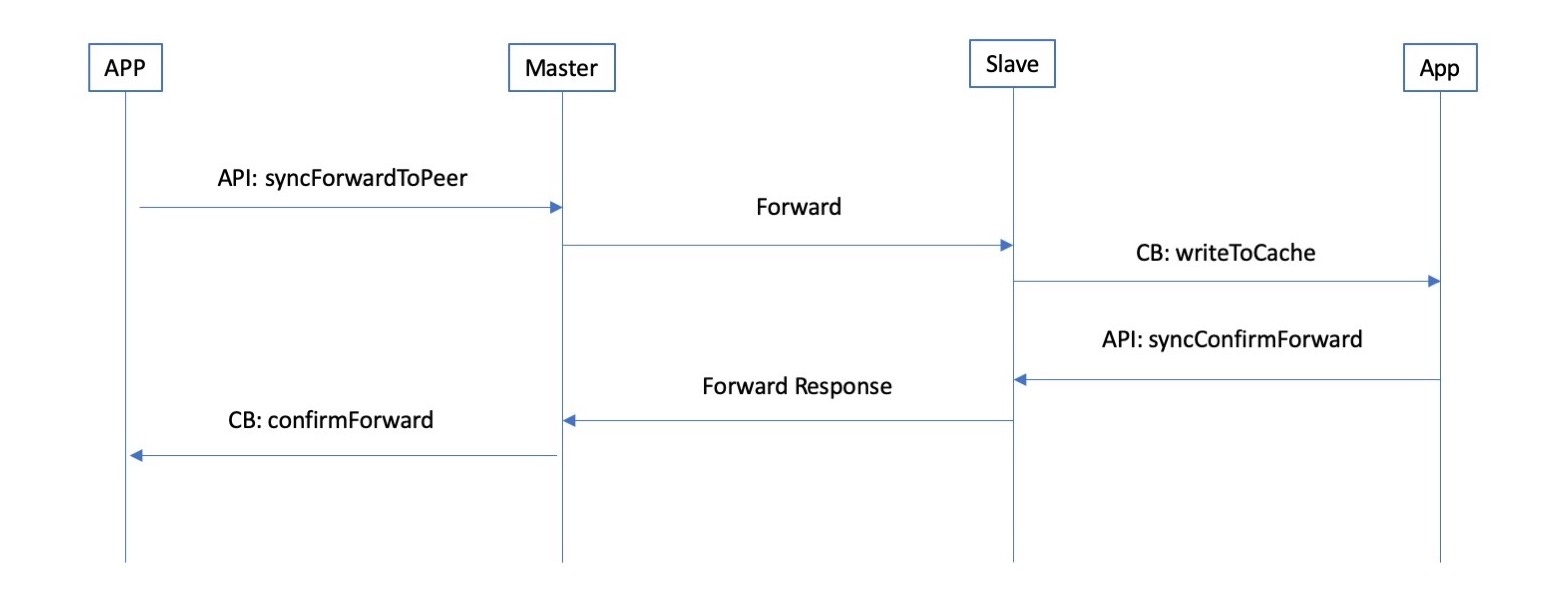 APP
Master
Slave
App
API: syncForwardToPeer
Forward
CB: writeToCache
API: syncConfirmForward
Forward Response
CB: confirmForward